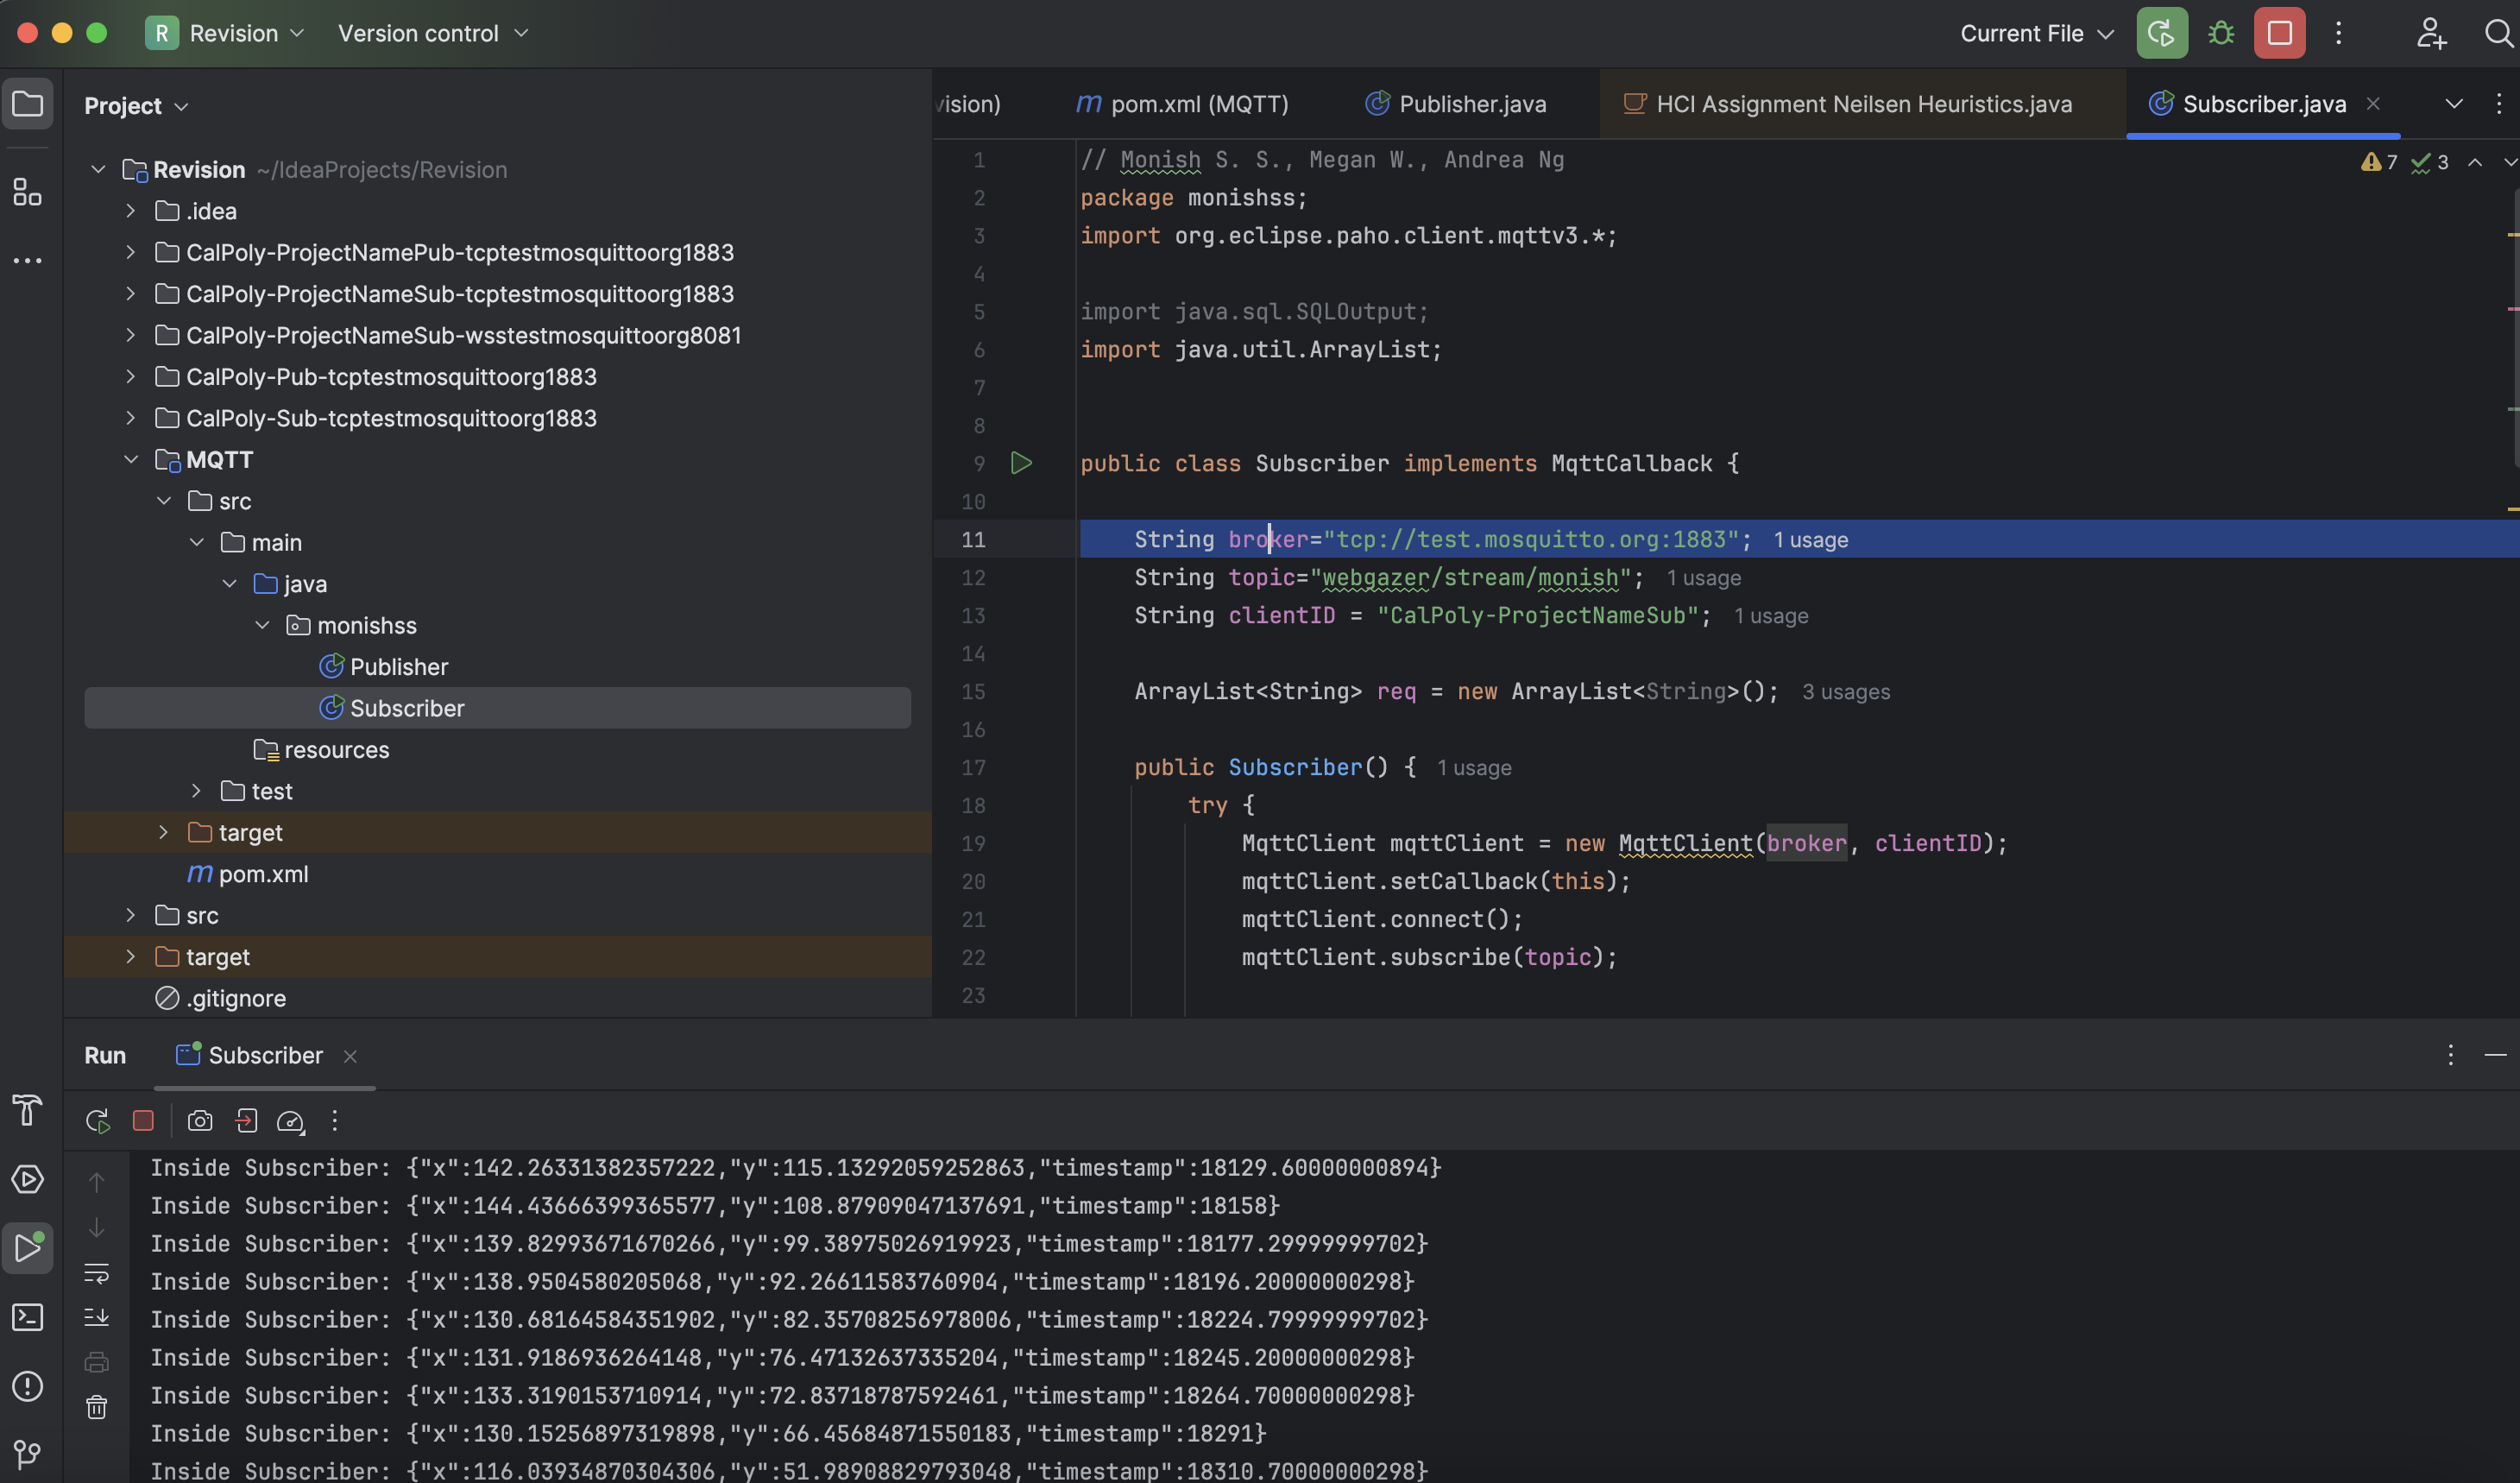 R Revision Version control Current File
Project
vision) m pom.xml (MQTT) Publisher.java HCI Assignment Neilsen Heuristics.java Subscriber.java
Revision ~/IdeaProjects/Revision
.idea
CalPoly-ProjectNamePub-tcptestmosquittoorg1883
CalPoly-ProjectNameSub-tcptestmosquittoorg1883
CalPoly-ProjectNameSub-wsstestmosquittoorg8081
CalPoly-Pub-tcptestmosquittoorg1883
CalPoly-Sub-tcptestmosquittoorg1883
MQTT
src
main
java
monishss
Publisher
Subscriber
resources
test
target
m pom.xml
src
target
.gitignore
7 3
1 // Monish S. S., Megan W., Andrea Ng
2 package monishss;
3 import org.eclipse.paho.client.mqttv3.*;
4
5 import java.sql.SQLOutput;
6 import java.util.ArrayList;
7
8
9 public class Subscriber implements MqttCallback {
10
11 String broker="tcp://test.mosquitto.org:1883"; 1 usage
12 String topic="webgazer/stream/monish"; 1 usage
13 String clientID = "CalPoly-ProjectNameSub"; 1 usage
14
15 ArrayList<String> req = new ArrayList<String>(); 3 usages
16
17 public Subscriber() { 1 usage
18 try {
19 MqttClient mqttClient = new MqttClient(broker, clientID);
20 mqttClient.setCallback(this);
21 mqttClient.connect();
22 mqttClient.subscribe(topic);
23
Run Subscriber
Inside Subscriber: {"x":142.26331382357222,"y":115.13292059252863,"timestamp":18129.60000000894}
Inside Subscriber: {"x":144.43666399365577,"y":108.87909047137691,"timestamp":18158}
Inside Subscriber: {"x":139.82993671670266,"y":99.38975026919923,"timestamp":18177.29999999702}
Inside Subscriber: {"x":138.9504580205068,"y":92.26611583760904,"timestamp":18196.20000000298}
Inside Subscriber: {"x":130.68164584351902,"y":82.35708256978006,"timestamp":18224.79999999702}
Inside Subscriber: {"x":131.9186936264148,"y":76.47132637335204,"timestamp":18245.20000000298}
Inside Subscriber: {"x":133.3190153710914,"y":72.83718787592461,"timestamp":18264.70000000298}
Inside Subscriber: {"x":130.15256897319898,"y":66.45684871550183,"timestamp":18291}
Inside Subscriber: {"x":116.03934870304306,"y":51.98908829793048,"timestamp":18310.70000000298}